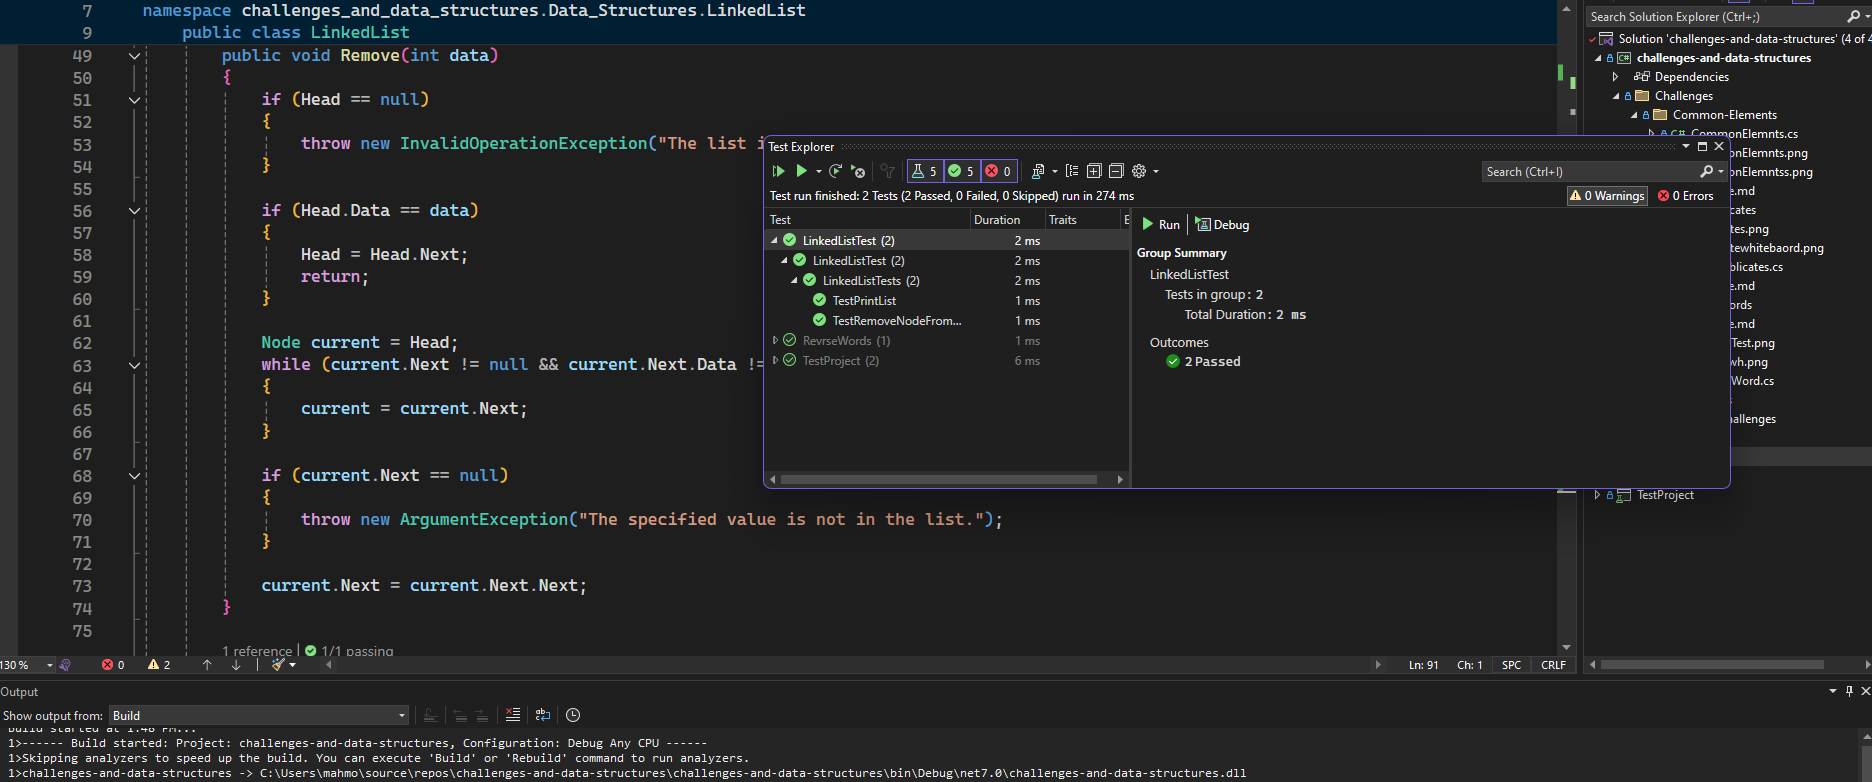 7 namespace challenges_and_data_structures.Data_Structures.LinkedList
9 public class LinkedList
49 public void Remove(int data)
50 {
51 if (Head == null)
52 {
53 throw new InvalidOperationException("The list i
54 }
55
56 if (Head.Data == data)
57 {
58 Head = Head.Next;
59 return;
60 }
61
62 Node current = Head;
63 while (current.Next != null && current.Next.Data !=
64 {
65 current = current.Next;
66 }
67
68 if (current.Next == null)
69 {
70 throw new ArgumentException("The specified value is not in the list.");
71 }
72
73 current.Next = current.Next.Next;
74 }
75
1 reference | 1/1 passing
130 % 0 2 Ln: 91 Ch: 1 SPC CRLF
Test Explorer
5 5 0 Search (Ctrl+I)
Test run finished: 2 Tests (2 Passed, 0 Failed, 0 Skipped) run in 274 ms 0 Warnings 0 Errors
Test Duration Traits E
LinkedListTest (2) 2 ms
LinkedListTest (2) 2 ms
LinkedListTests (2) 2 ms
TestPrintList 1 ms
TestRemoveNodeFrom... 1 ms
RevrseWords (1) 1 ms
TestProject (2) 6 ms
Run Debug
Group Summary
LinkedListTest
Tests in group: 2
Total Duration: 2 ms
Outcomes
2 Passed
Search Solution Explorer (Ctrl+;)
Solution 'challenges-and-data-structures' (4 of 4
C# challenges-and-data-structures
Dependencies
Challenges
Common-Elements
C# CommonElemnts.cs
onElemnts.png
onElemntss.png
e.md
cates
tes.png
tewhitebaord.png
plicates.cs
e.md
ords
e.md
Test.png
wh.png
Word.cs
s
hallenges
TestProject
Output
Show output from: Build
Build started at 1:48 PM...
1>------ Build started: Project: challenges-and-data-structures, Configuration: Debug Any CPU ------
1>Skipping analyzers to speed up the build. You can execute 'Build' or 'Rebuild' command to run analyzers.
1>challenges-and-data-structures -> C:\Users\mahmo\source\repos\challenges-and-data-structures\challenges-and-data-structures\bin\Debug\net7.0\challenges-and-data-structures.dll